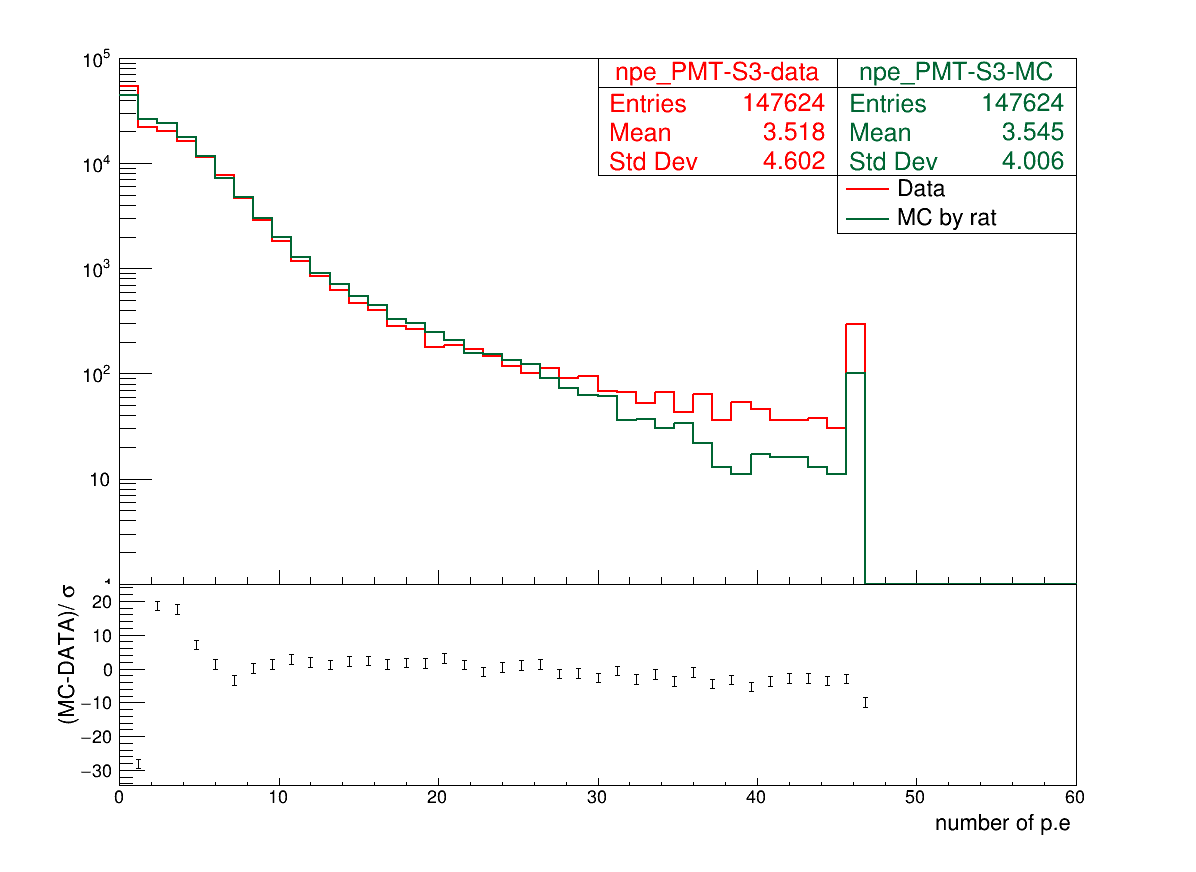 npe_PMT-S3-data
Entries 147624
Mean 3.518
Std Dev 4.602
npe_PMT-S3-MC
Entries 147624
Mean 3.545
Std Dev 4.006
Data
MC by rat
10^5
10^4
10^3
10^2
10
(MC-DATA)/ σ
20
10
0
−10
−20
−30
0 10 20 30 40 50 60
number of p.e